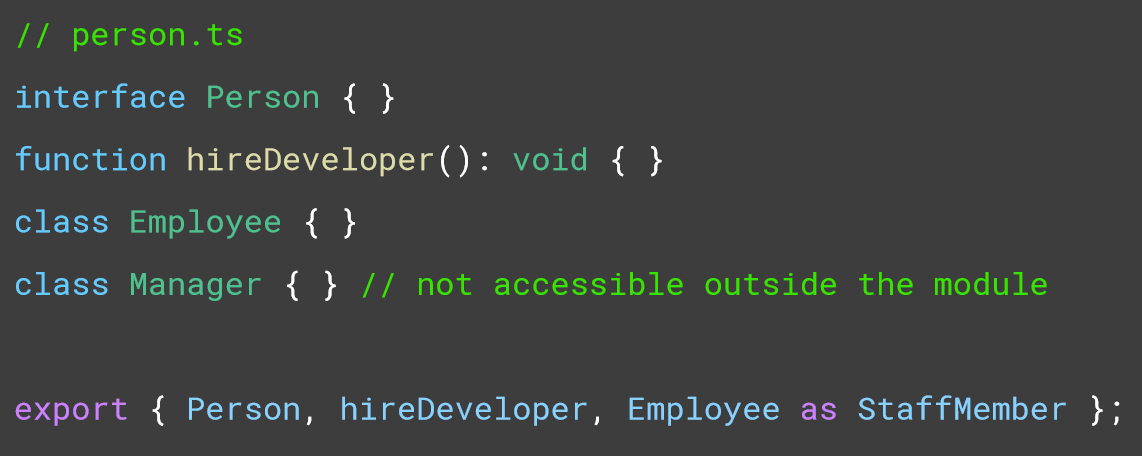 // person.ts
interface Person { }
function hireDeveloper(): void { }
class Employee { }
class Manager { } // not accessible outside the module
export { Person, hireDeveloper, Employee as StaffMember };